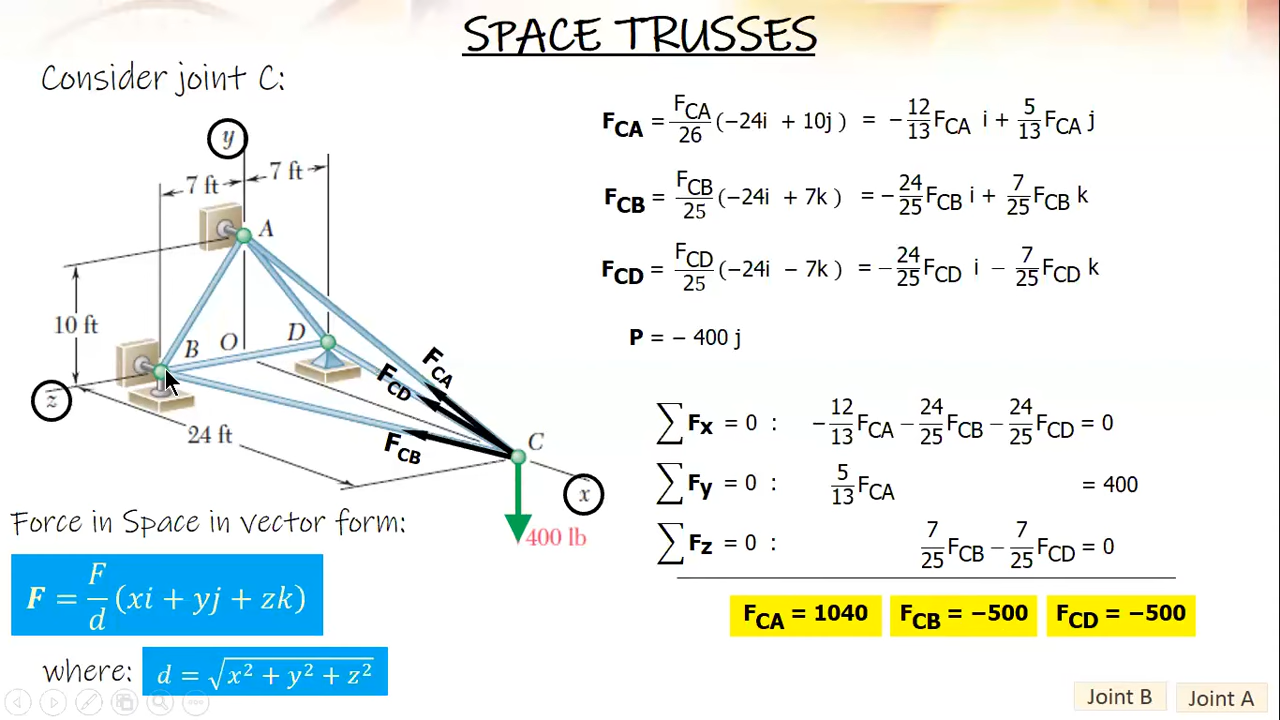 SPACE TRUSSES
Consider joint C:
y
7 ft
7 ft
A
10 ft
B
O
D
z
24 ft
F_CA
F_CD
F_CB
C
x
400 lb
Force in Space in vector form:
F = F/d (xi + yj + zk)
where: d = √(x² + y² + z²)
F_CA = F_CA/26 (−24i + 10j ) = − 12/13 F_CA i + 5/13 F_CA j
F_CB = F_CB/25 (−24i + 7k ) = − 24/25 F_CB i + 7/25 F_CB k
F_CD = F_CD/25 (−24i − 7k ) = − 24/25 F_CD i − 7/25 F_CD k
P = − 400 j
∑ Fx = 0 : − 12/13 F_CA − 24/25 F_CB − 24/25 F_CD = 0
∑ Fy = 0 : 5/13 F_CA = 400
∑ Fz = 0 : 7/25 F_CB − 7/25 F_CD = 0
F_CA = 1040 F_CB = −500 F_CD = −500
Joint B Joint A